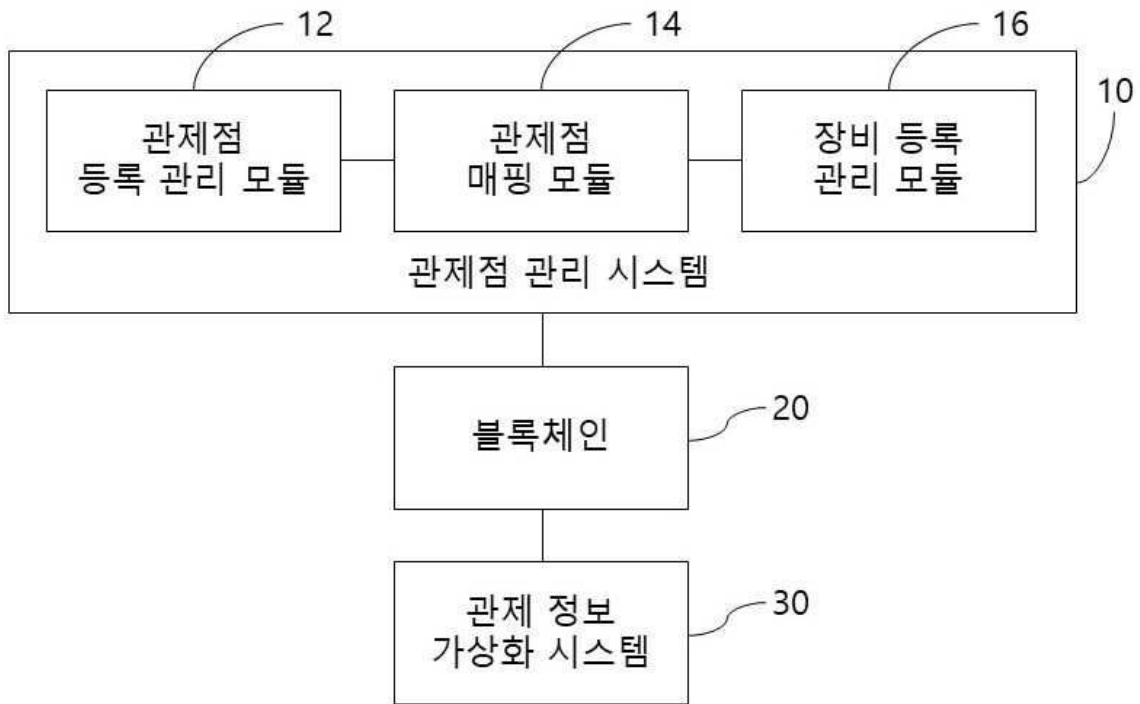 12
14
16
10
관제점
등록 관리 모듈
관제점
매핑 모듈
장비 등록
관리 모듈
관제점 관리 시스템
블록체인
20
관제 정보
가상화 시스템
30